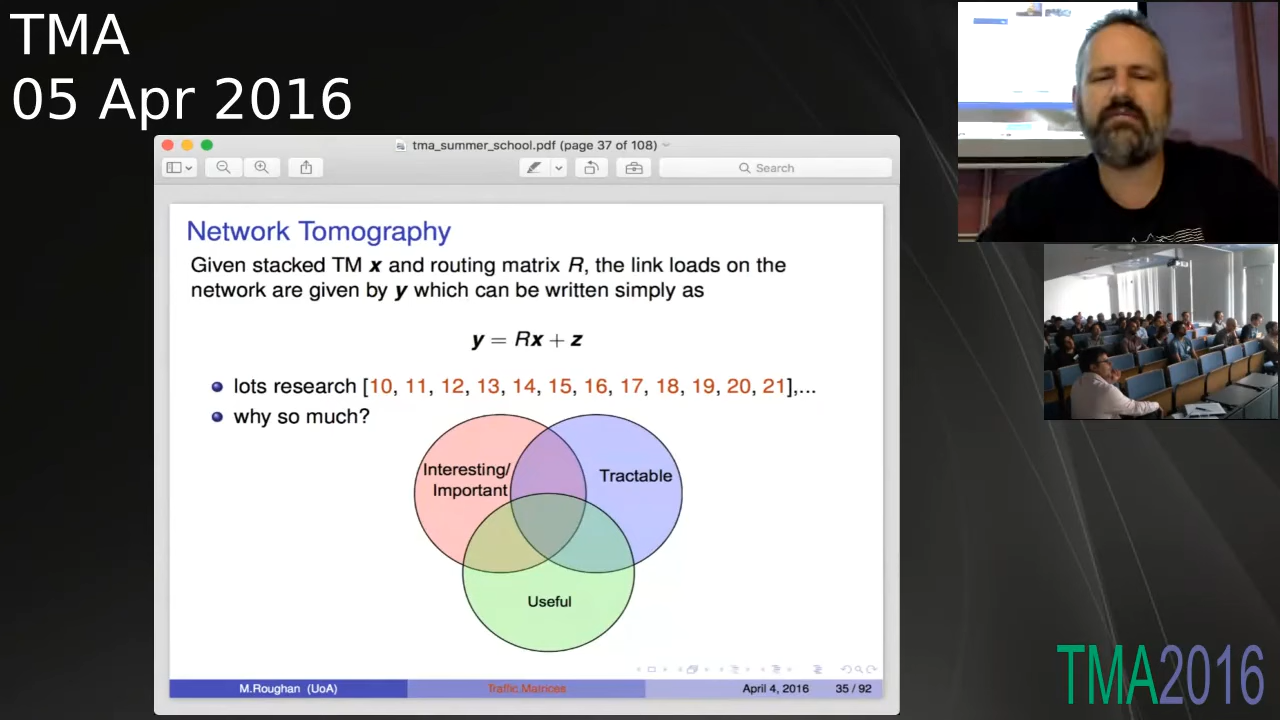 TMA
05 Apr 2016
tma_summer_school.pdf (page 37 of 108)
Search
Network Tomography
Given stacked TM x and routing matrix R, the link loads on the
network are given by y which can be written simply as
y = Rx + z
lots research [10, 11, 12, 13, 14, 15, 16, 17, 18, 19, 20, 21],...
why so much?
Interesting/
Important
Tractable
Useful
M.Roughan (UoA)
Traffic Matrices
April 4, 2016
35 / 92
TMA2016